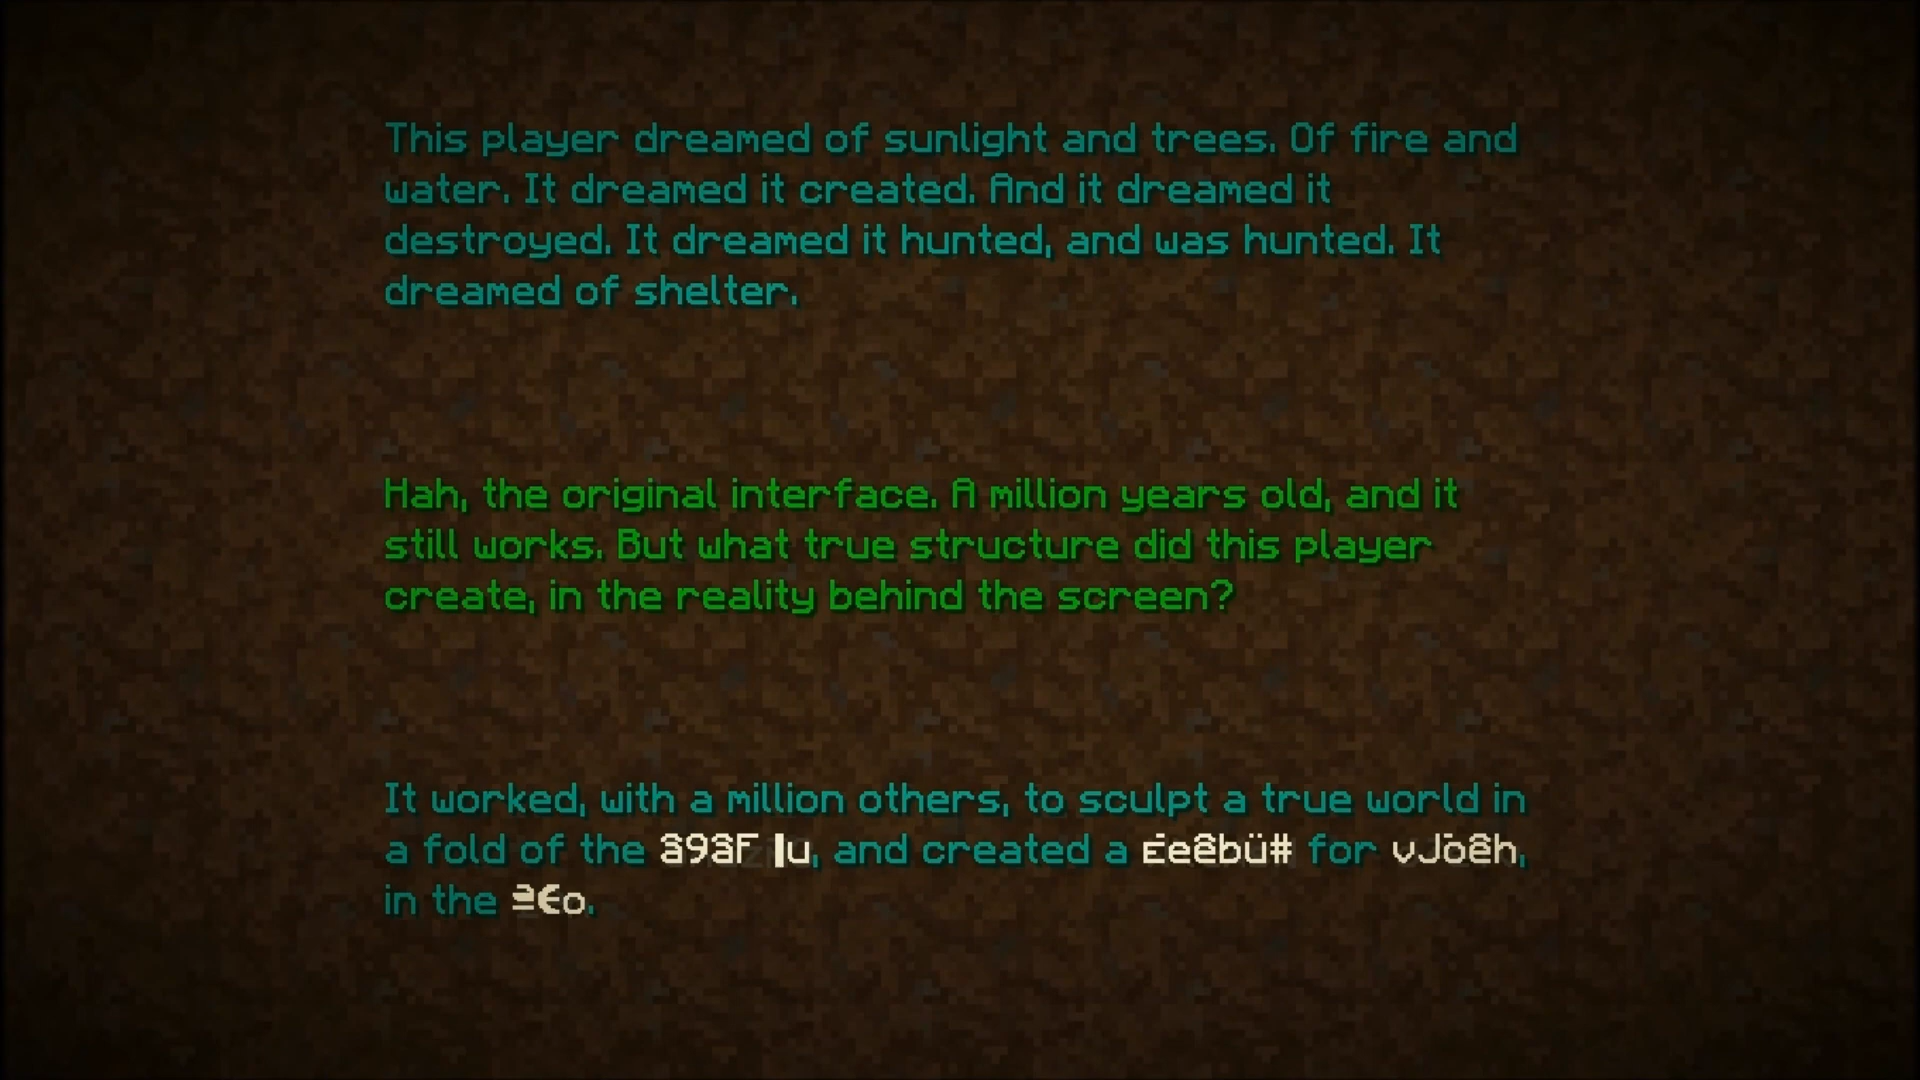 This player dreamed of sunlight and trees. Of fire and
water. It dreamed it created. And it dreamed it
destroyed. It dreamed it hunted, and was hunted. It
dreamed of shelter.
Hah, the original interface. A million years old, and it
still works. But what true structure did this player
create, in the reality behind the screen?
It worked, with a million others, to sculpt a true world in
a fold of the , and created a for ,
in the .